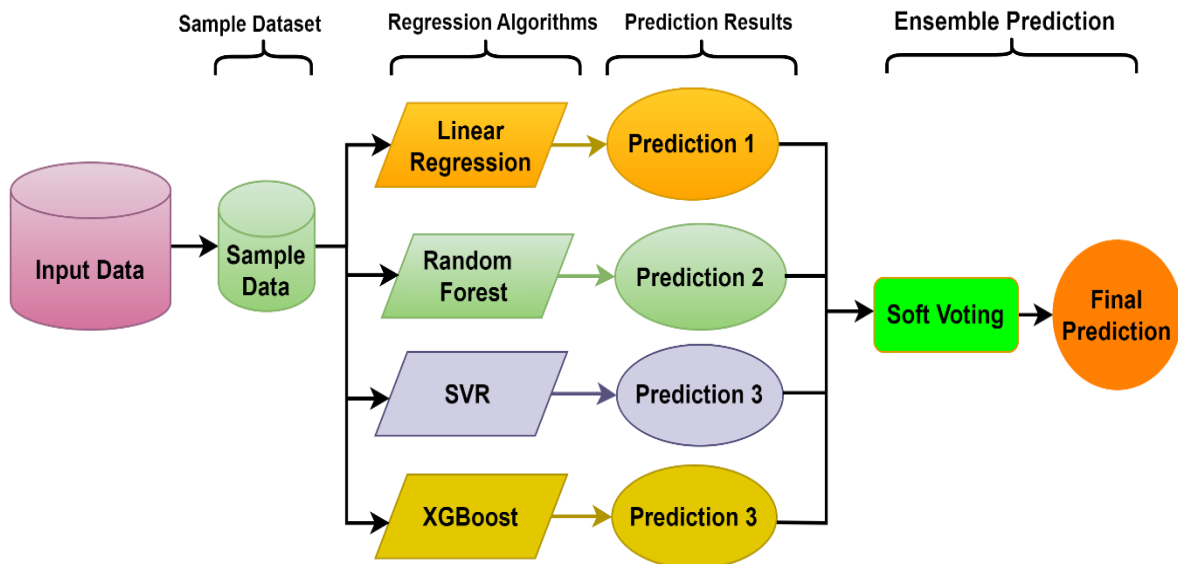 Sample Dataset
Regression Algorithms
Prediction Results
Ensemble Prediction
Input Data
Sample
Data
Linear
Regression
Prediction 1
Random
Forest
Prediction 2
SVR
Prediction 3
XGBoost
Prediction 3
Soft Voting
Final
Prediction